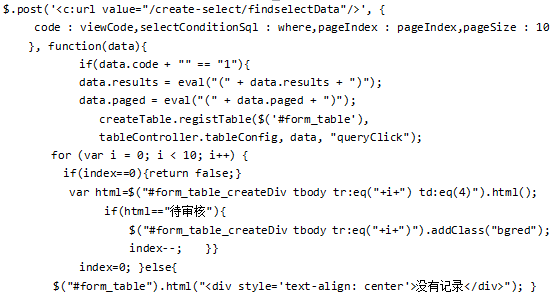 $.post('<c:url value="/create-select/findselectData"/>', {
code : viewCode,selectConditionSql : where,pageIndex : pageIndex,pageSize : 10
}, function(data){
if(data.code + "" == "1"){
data.results = eval("(" + data.results + ")");
data.paged = eval("(" + data.paged + ")");
createTable.registTable($('#form_table'),
tableController.tableConfig, data, "queryClick");
for (var i = 0; i < 10; i++) {
if(index==0){return false;}
var html=$("#form_table_createDiv tbody tr:eq("+i+") td:eq(4)").html();
if(html=="待审核"){
$("#form_table_createDiv tbody tr:eq("+i+")").addClass("bgred");
index--; }}
index=0; }else{
$("#form_table").html("<div style='text-align: center'>没有记录</div>"); }